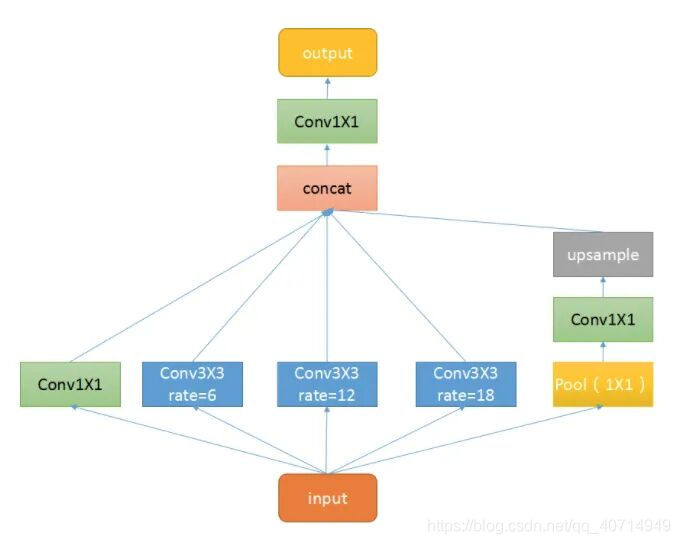 output
Conv1X1
concat
upsample
Conv1X1
Conv1X1
Conv3X3
rate=6
Conv3X3
rate=12
Conv3X3
rate=18
Pool（1X1）
input
https://blog.csdn.net/qq_40714949